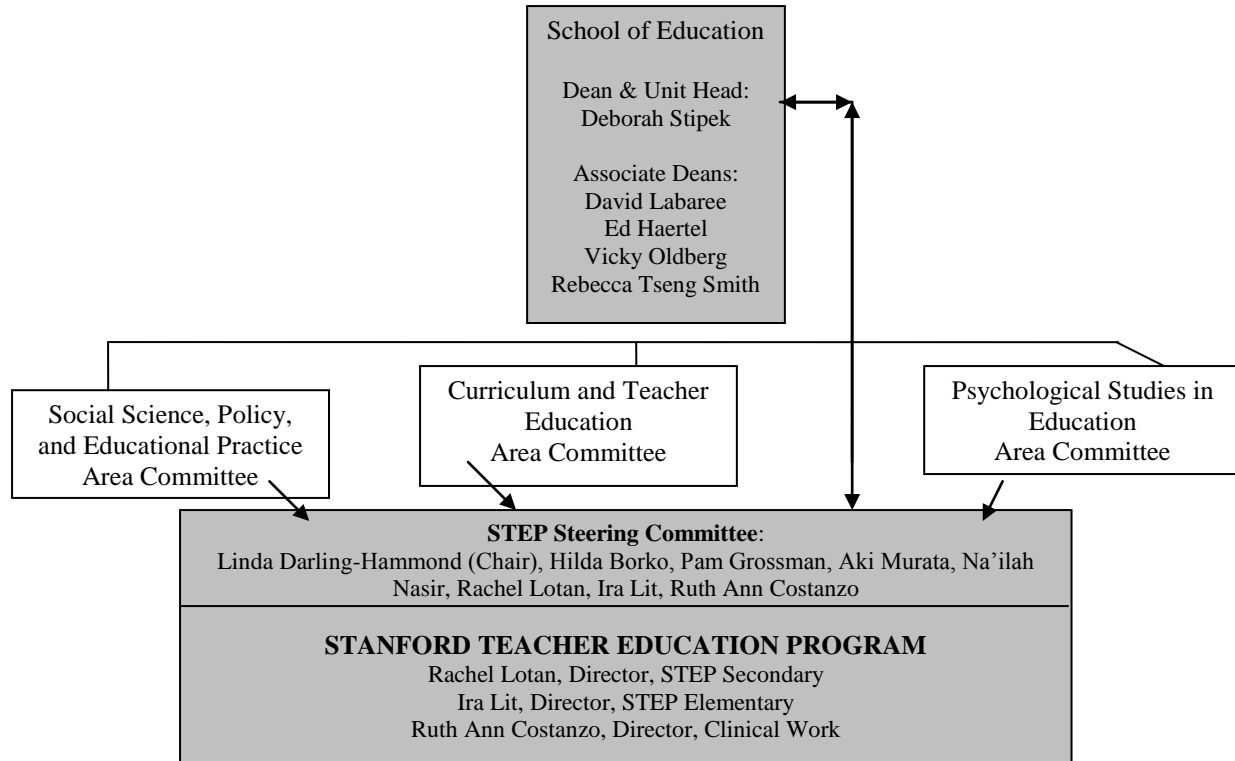 School of Education
Dean & Unit Head:
Deborah Stipek
Associate Deans:
David Labaree
Ed Haertel
Vicky Oldberg
Rebecca Tseng Smith
Social Science, Policy,
and Educational Practice
Area Committee
Curriculum and Teacher
Education
Area Committee
Psychological Studies in
Education
Area Committee
STEP Steering Committee:
Linda Darling-Hammond (Chair), Hilda Borko, Pam Grossman, Aki Murata, Na’ilah
Nasir, Rachel Lotan, Ira Lit, Ruth Ann Costanzo
STANFORD TEACHER EDUCATION PROGRAM
Rachel Lotan, Director, STEP Secondary
Ira Lit, Director, STEP Elementary
Ruth Ann Costanzo, Director, Clinical Work